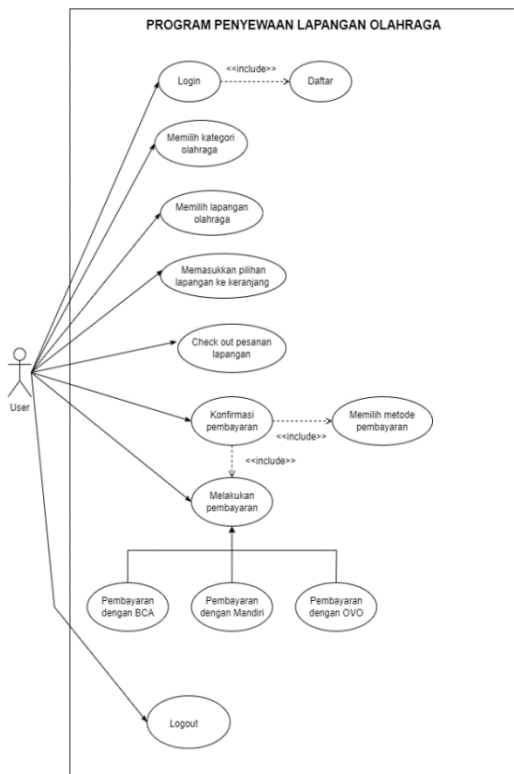 PROGRAM PENYEWAAN LAPANGAN OLAHRAGA
<<include>>
Login
Daftar
Memilih kategori
olahraga
Memilih lapangan
olahraga
Memasukkan pilihan
lapangan ke keranjang
Check out pesanan
lapangan
User
Konfirmasi
pembayaran
Memilih metode
pembayaran
<<include>>
<<include>>
Melakukan
pembayaran
Pembayaran
dengan BCA
Pembayaran
dengan Mandiri
Pembayaran
dengan OVO
Logout